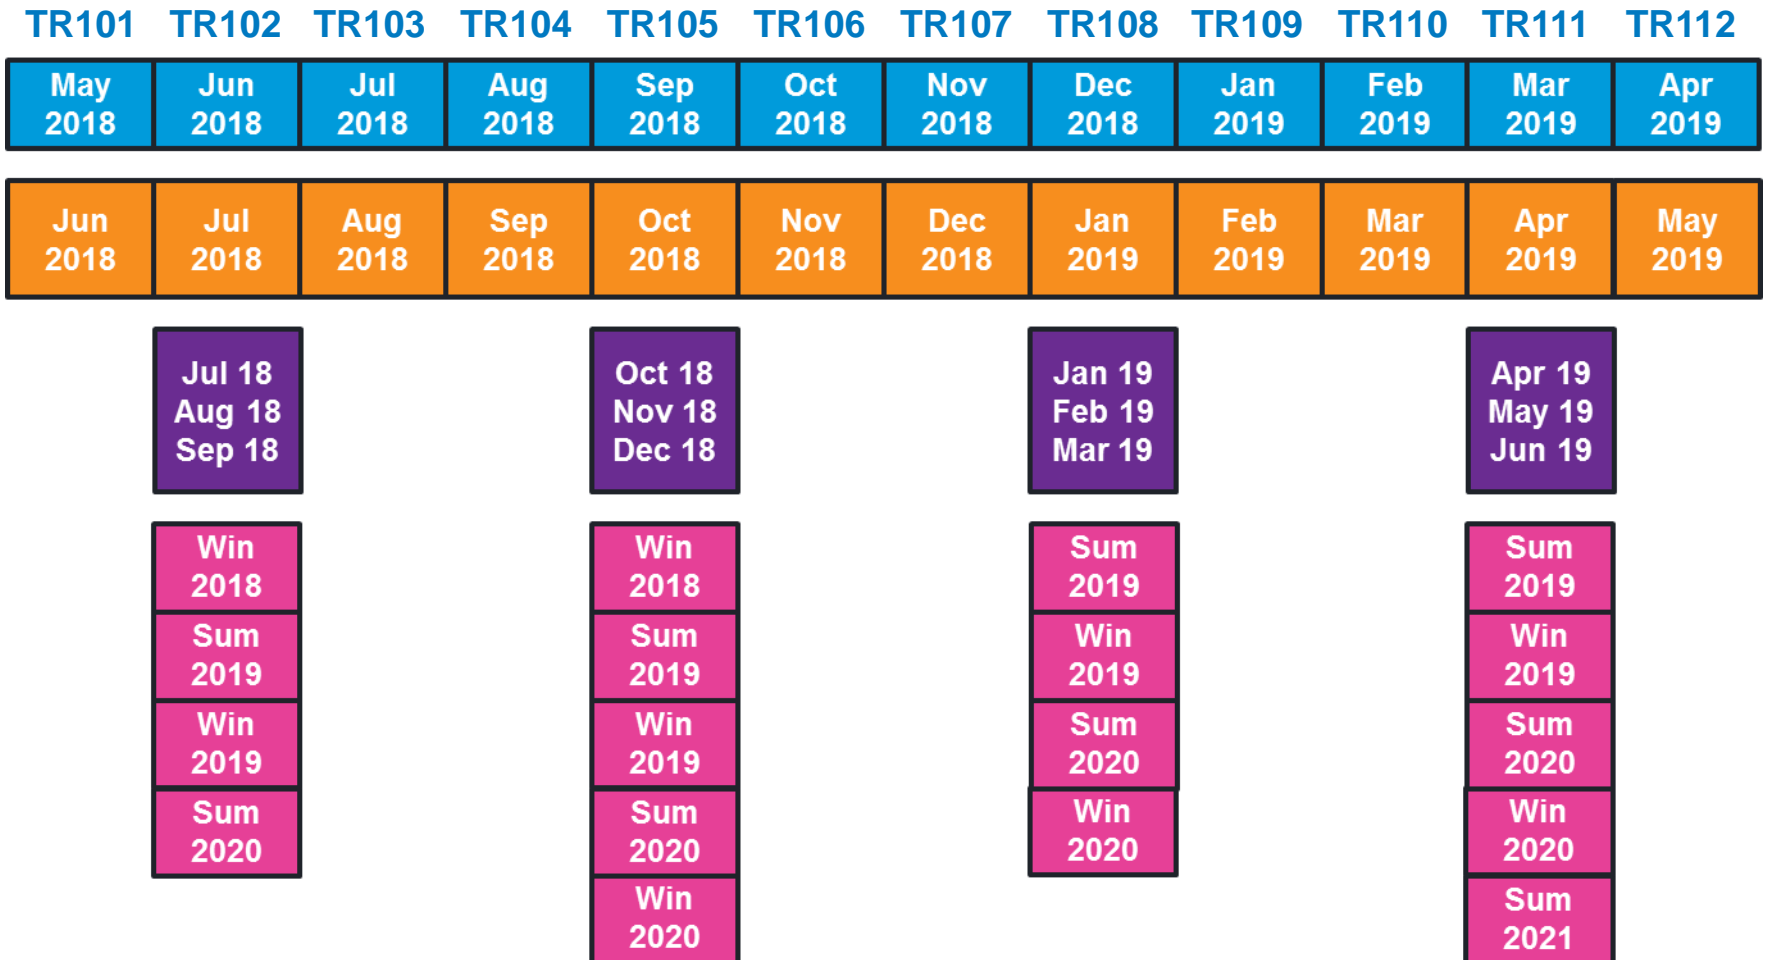 TR101 TR102 TR103 TR104 TR105 TR106 TR107 TR108 TR109 TR110 TR111 TR112
May Jun Jul Aug Sep Oct Nov Dec Jan Feb Mar Apr
2018 2018 2018 2018 2018 2018 2018 2018 2019 2019 2019 2019
Jun Jul Aug Sep Oct Nov Dec Jan Feb Mar Apr May
2018 2018 2018 2018 2018 2018 2018 2019 2019 2019 2019 2019
Jul 18 Oct 18 Jan 19 Apr 19
Aug 18 Nov 18 Feb 19 May 19
Sep 18 Dec 18 Mar 19 Jun 19
Win Win Sum Sum
2018 2018 2019 2019
Sum Sum Win Win
2019 2019 2019 2019
Win Win Sum Sum
2019 2019 2020 2020
Sum Sum Win Win
2020 2020 2020 2020
Win Sum
2020 2021